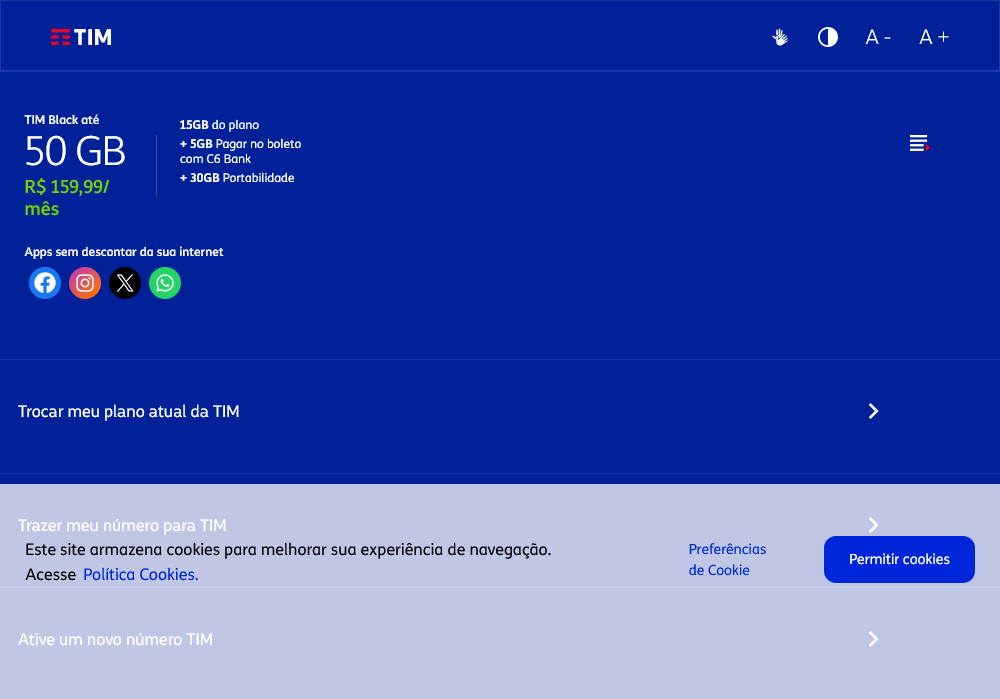 TIM
A - A +
TIM Black até
50 GB
R$ 159,99/
mês
15GB do plano
+ 5GB Pagar no boleto
com C6 Bank
+ 30GB Portabilidade
Apps sem descontar da sua internet
Trocar meu plano atual da TIM
Trazer meu número para TIM
Este site armazena cookies para melhorar sua experiência de navegação.
Acesse Política Cookies.
Preferências
de Cookie
Permitir cookies
Ative um novo número TIM